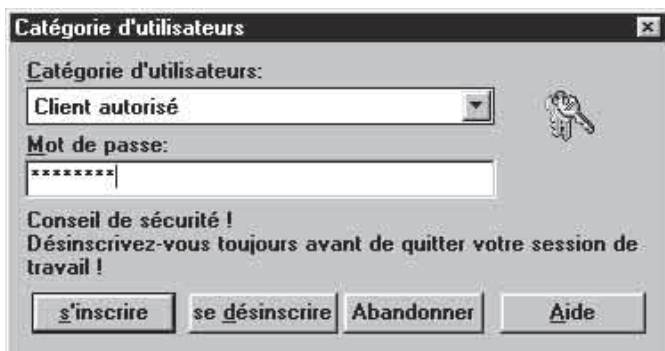 Catégorie d'utilisateurs
Catégorie d'utilisateurs:
Client autorisé
Mot de passe:
********
Conseil de sécurité !
Désinscrivez-vous toujours avant de quitter votre session de
travail !
s'inscrire se désinscrire Abandonner Aide